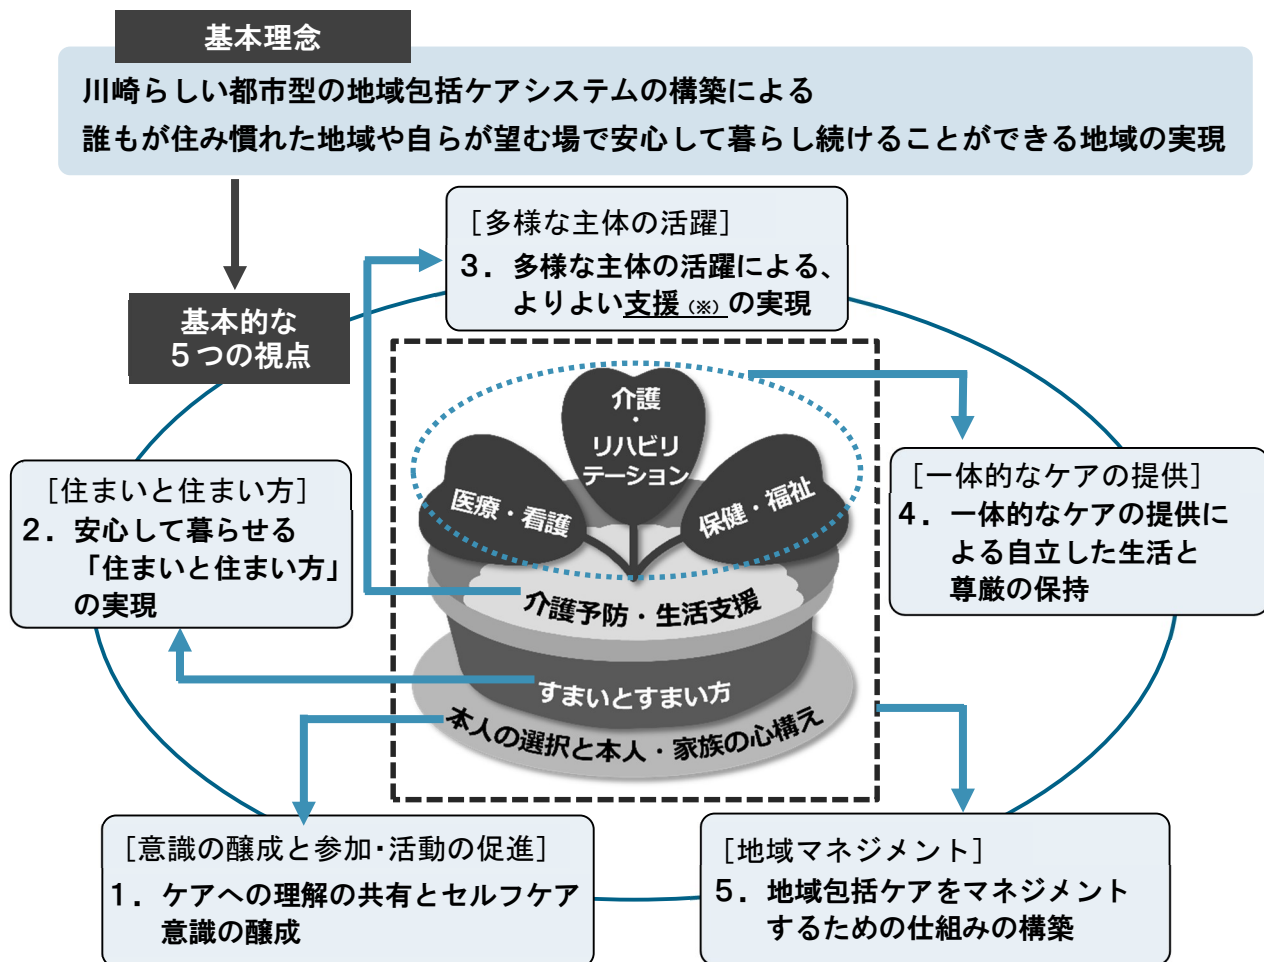 基本理念
川崎らしい都市型の地域包括ケアシステムの構築による
誰もが住み慣れた地域や自らが望む場で安心して暮らし続けることができる地域の実現
基本的な
５つの視点
［多様な主体の活躍］
３．多様な主体の活躍による、
よりよい支援（※）の実現
［住まいと住まい方］
２．安心して暮らせる
「住まいと住まい方」
の実現
介護
・
リハビリ
テーション
医療・看護
保健・福祉
介護予防・生活支援
すまいとすまい方
本人の選択と本人・家族の心構え
［一体的なケアの提供］
４．一体的なケアの提供に
よる自立した生活と
尊厳の保持
［意識の醸成と参加・活動の促進］
１．ケアへの理解の共有とセルフケア
意識の醸成
［地域マネジメント］
５．地域包括ケアをマネジメント
するための仕組みの構築